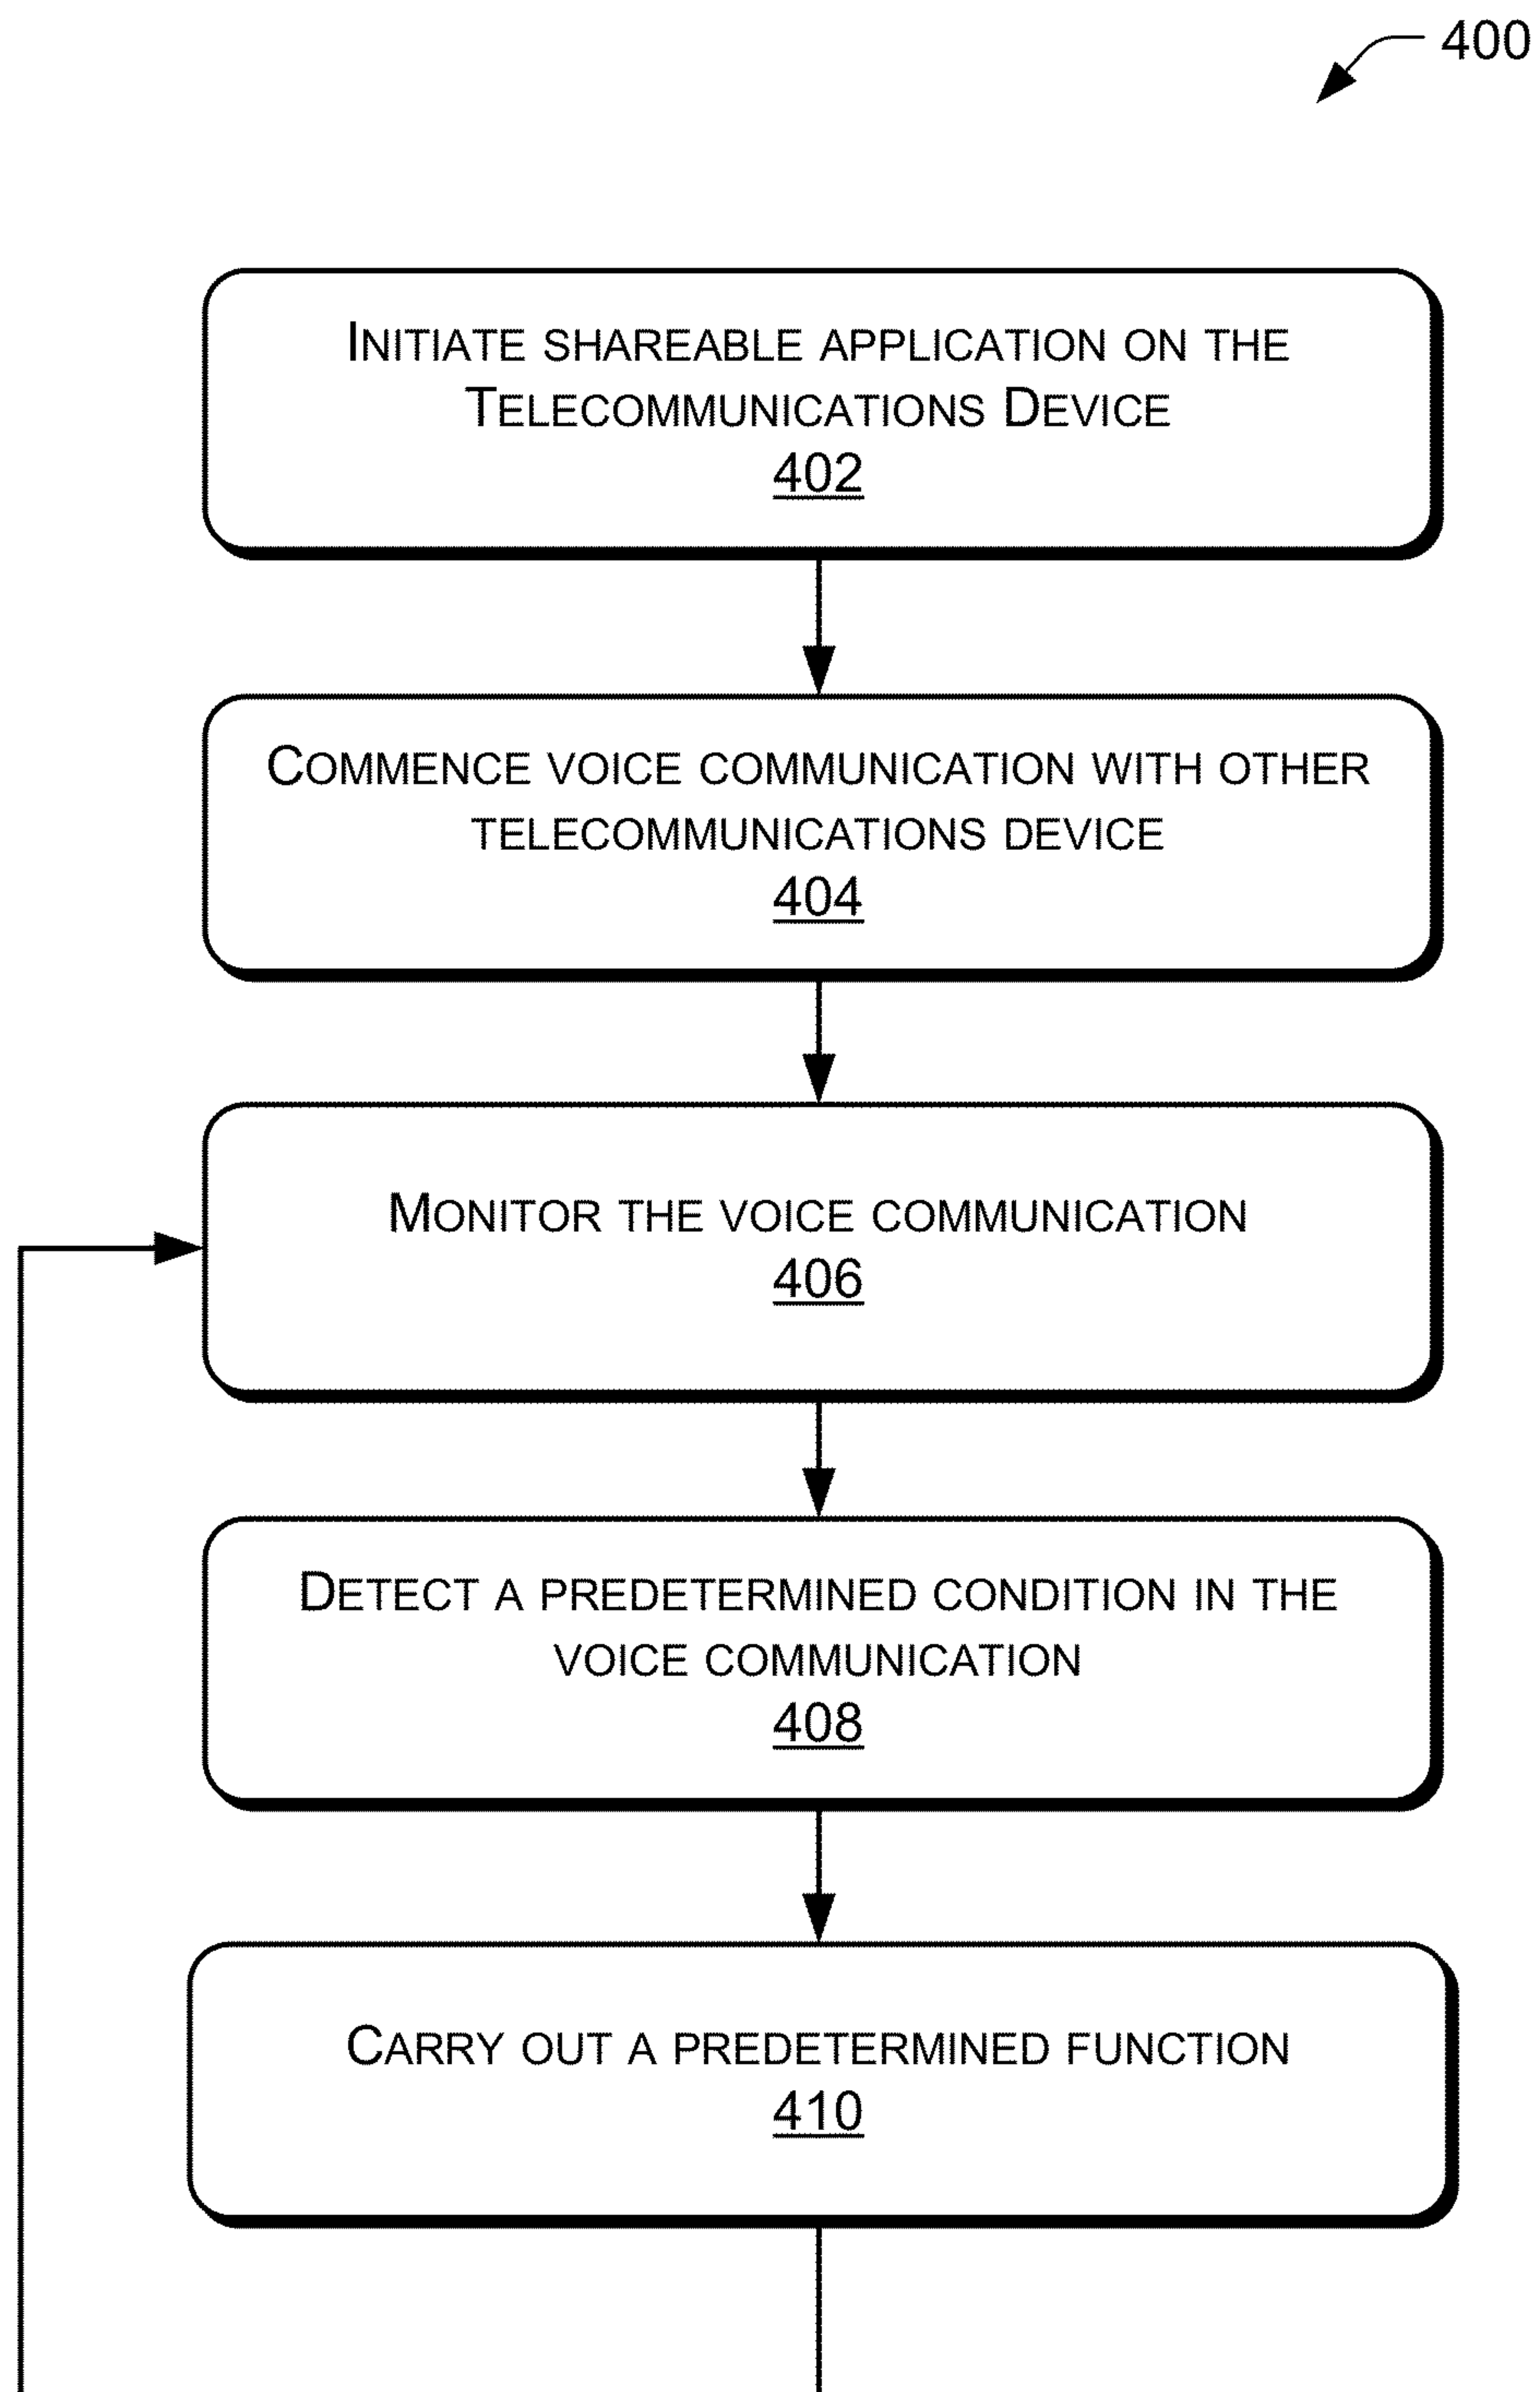 400
INITIATE SHAREABLE APPLICATION ON THE
TELECOMMUNICATIONS DEVICE
402
COMMENCE VOICE COMMUNICATION WITH OTHER
TELECOMMUNICATIONS DEVICE
404
MONITOR THE VOICE COMMUNICATION
406
DETECT A PREDETERMINED CONDITION IN THE
VOICE COMMUNICATION
408
CARRY OUT A PREDETERMINED FUNCTION
410